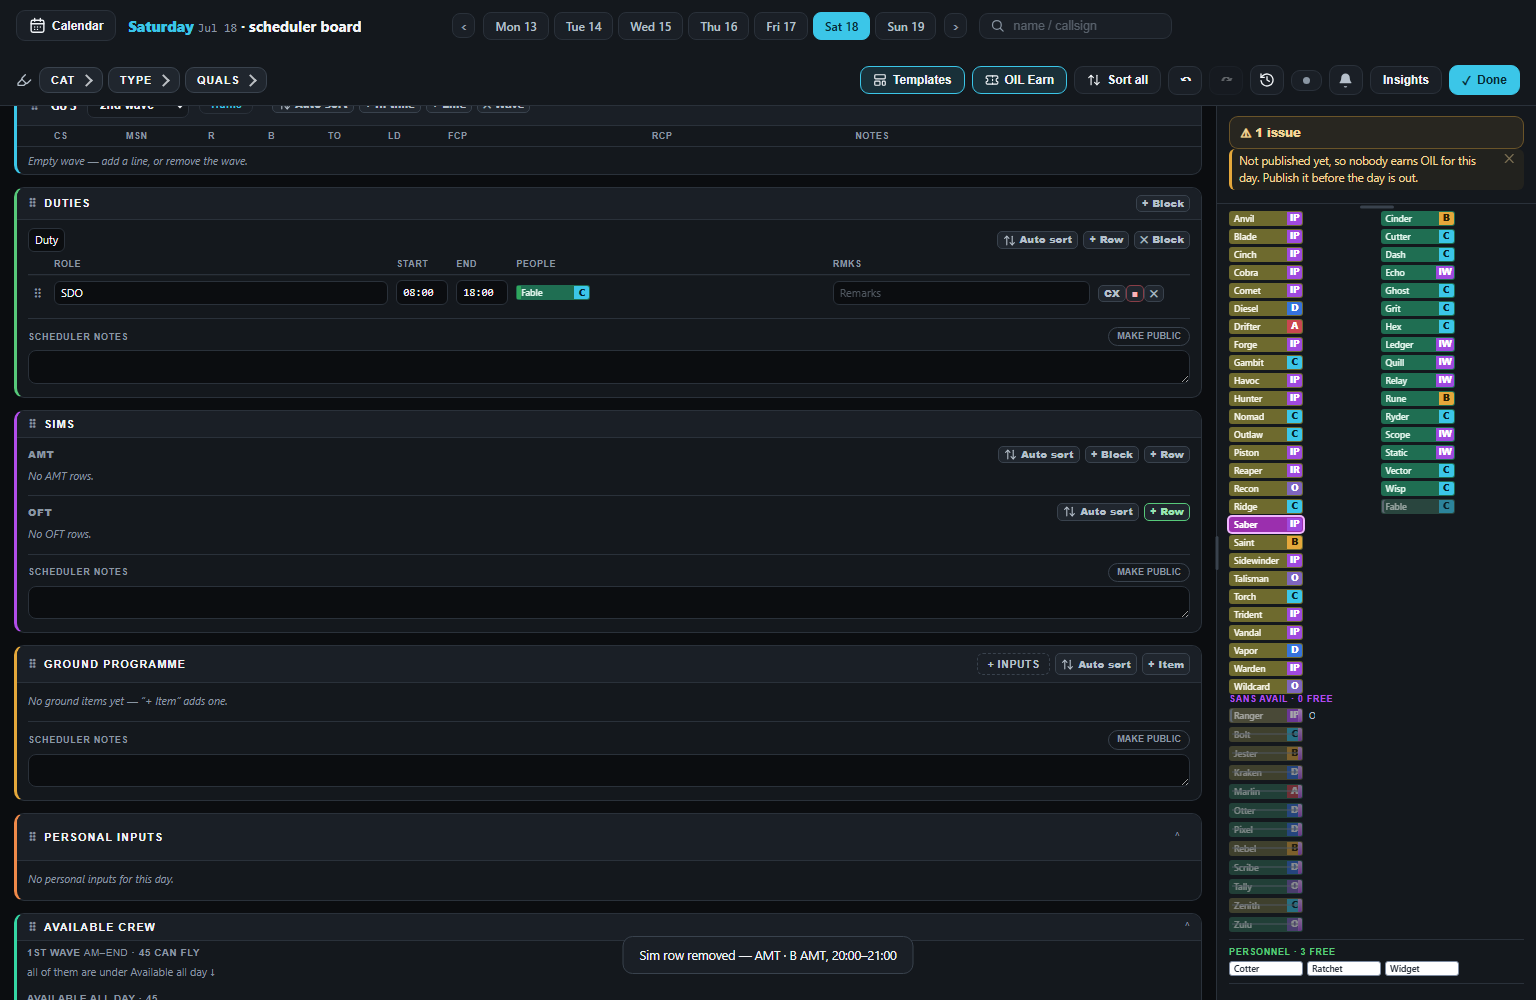 Calendar
Saturday Jul 18 · scheduler board
‹ Mon 13 Tue 14 Wed 15 Thu 16 Fri 17 Sat 18 Sun 19 ›
name / callsign
CAT TYPE QUALS
Templates OIL Earn Sort all Insights ✓ Done
2nd wave
CS MSN R B TO LD FCP RCP NOTES
Empty wave — add a line, or remove the wave.
DUTIES
+ Block
Duty
Auto sort + Row ✕ Block
ROLE START END PEOPLE RMKS
SDO 08:00 18:00 Fable C Remarks CX ✕
SCHEDULER NOTES
MAKE PUBLIC
SIMS
AMT
Auto sort + Block + Row
No AMT rows.
OFT
Auto sort + Row
No OFT rows.
SCHEDULER NOTES
MAKE PUBLIC
GROUND PROGRAMME
+ INPUTS Auto sort + Item
No ground items yet — "+ Item" adds one.
SCHEDULER NOTES
MAKE PUBLIC
PERSONAL INPUTS
No personal inputs for this day.
AVAILABLE CREW
1ST WAVE AM–END · 45 CAN FLY
all of them are under Available all day ↓
AVAILABLE ALL DAY · 45
Sim row removed — AMT · B AMT, 20:00–21:00
⚠ 1 issue
Not published yet, so nobody earns OIL for this
day. Publish it before the day is out.
Anvil IP
Blade IP
Cinch IP
Cobra IP
Comet IP
Diesel D
Drifter A
Forge IP
Gambit C
Havoc IP
Hunter IP
Nomad C
Outlaw C
Piston IP
Reaper IR
Recon O
Ridge C
Saber IP
Saint B
Sidewinder IP
Talisman O
Torch C
Trident IP
Vandal IP
Vapor D
Warden IP
Wildcard O
Cinder B
Cutter C
Dash C
Echo IW
Ghost C
Grit C
Hex C
Ledger IW
Quill IW
Relay IW
Rune B
Ryder C
Scope IW
Static IW
Vector C
Wisp C
Fable C
SANS AVAIL · 0 FREE
Ranger IP O
Bolt C
Jester B
Kraken D
Marlin A
Otter D
Pixel D
Rebel B
Scribe D
Tally O
Zenith C
Zulu O
PERSONNEL · 3 FREE
Cotter Ratchet Widget